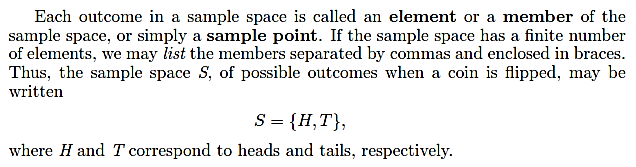 Each outcome in a sample space is called an element or a member of the
sample space, or simply a sample point. If the sample space has a finite number
of elements, we may list the members separated by commas and enclosed in braces.
Thus, the sample space S, of possible outcomes when a coin is flipped, may be
written
S = {H, T},
where H and T correspond to heads and tails, respectively.